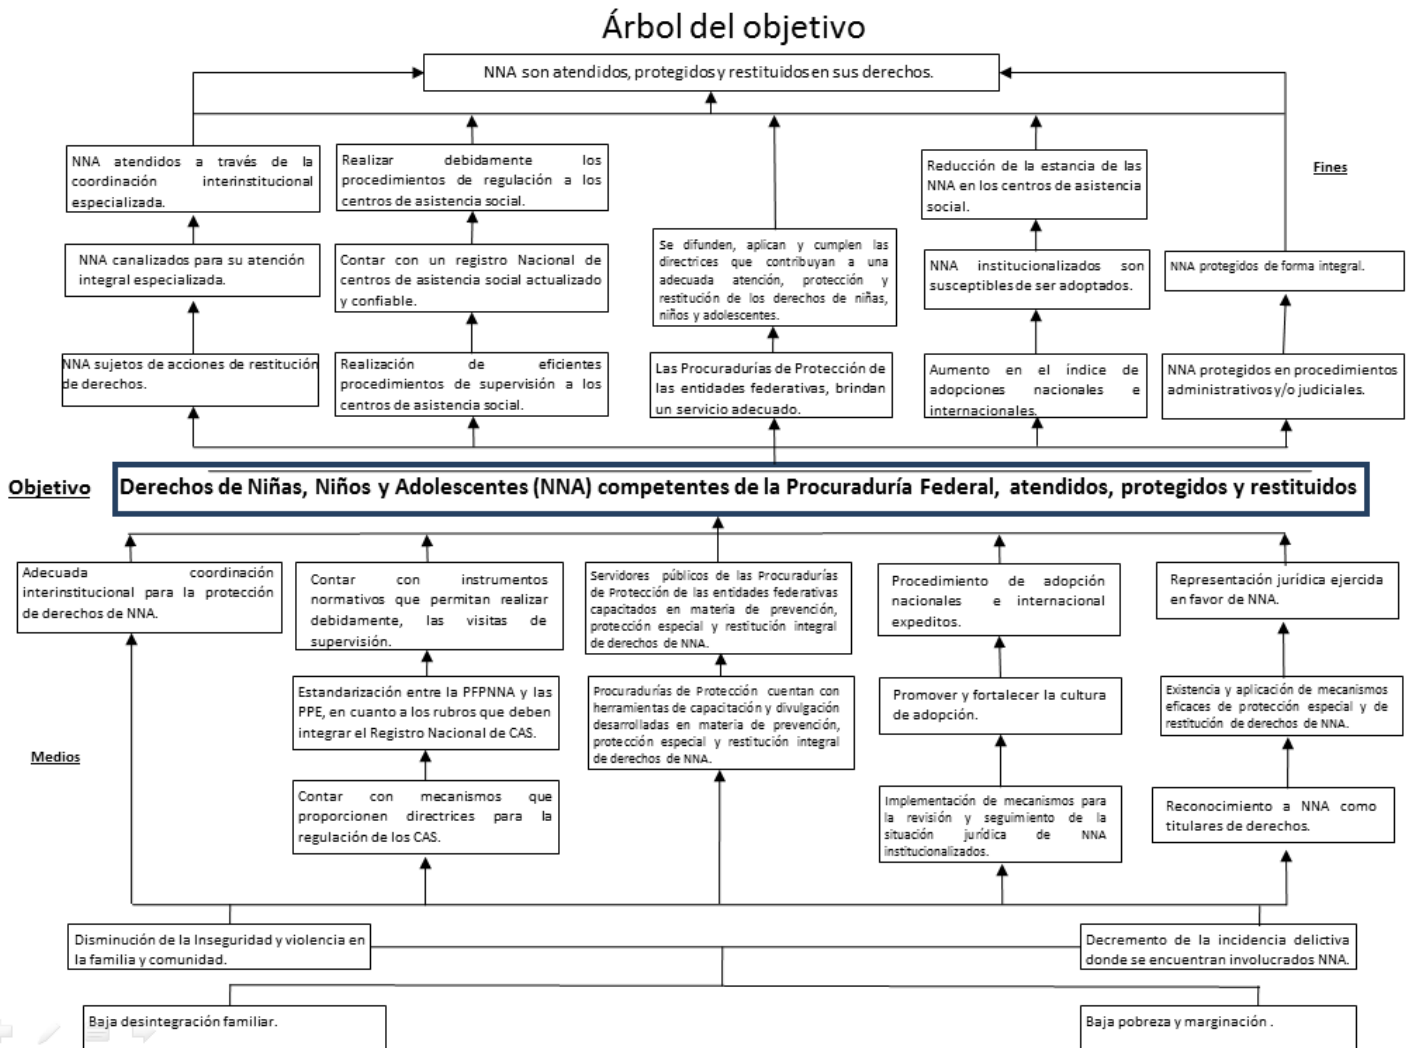 Árbol del objetivo
NNA son atendidos, protegidos y restituidos en sus derechos.
NNA atendidos a través de la
coordinación interinstitucional
especializada.
Realizar debidamente los
procedimientos de regulación a los
centros de asistencia social.
Reducción de la estancia de las
NNA en los centros de asistencia
social.
Fines
NNA canalizados para su atención
integral especializada.
Contar con un registro Nacional de
centros de asistencia social actualizado
y confiable.
Se difunden, aplican y cumplen las
directrices que contribuyan a una
adecuada atención, protección y
restitución de los derechos de niñas,
niños y adolescentes.
NNA institucionalizados son
susceptibles de ser adoptados.
NNA protegidos de forma integral.
NNA sujetos de acciones de restitución
de derechos.
Realización de eficientes
procedimientos de supervisión a los
centros de asistencia social.
Las Procuradurías de Protección de
las entidades federativas, brindan
un servicio adecuado.
Aumento en el índice de
adopciones nacionales e
internacionales.
NNA protegidos en procedimientos
administrativos y/o judiciales.
Objetivo
Derechos de Niñas, Niños y Adolescentes (NNA) competentes de la Procuraduría Federal, atendidos, protegidos y restituidos
Adecuada coordinación
interinstitucional para la protección
de derechos de NNA.
Contar con instrumentos
normativos que permitan realizar
debidamente, las visitas de
supervisión.
Servidores públicos de las Procuradurías
de Protección de las entidades federativas
capacitados en materia de prevención,
protección especial y restitución integral
de derechos de NNA.
Procedimiento de adopción
nacionales e internacional
expeditos.
Representación jurídica ejercida
en favor de NNA.
Estandarización entre la PFPNNA y las
PPE, en cuanto a los rubros que deben
integrar el Registro Nacional de CAS.
Procuradurías de Protección cuentan con
herramientas de capacitación y divulgación
desarrolladas en materia de prevención,
protección especial y restitución integral
de derechos de NNA.
Promover y fortalecer la cultura
de adopción.
Existencia y aplicación de mecanismos
eficaces de protección especial y de
restitución de derechos de NNA.
Medios
Contar con mecanismos que
proporcionen directrices para la
regulación de los CAS.
Implementación de mecanismos para
la revisión y seguimiento de la
situación jurídica de NNA
institucionalizados.
Reconocimiento a NNA como
titulares de derechos.
Disminución de la Inseguridad y violencia en
la familia y comunidad.
Decremento de la incidencia delictiva
donde se encuentran involucrados NNA.
Baja desintegración familiar.
Baja pobreza y marginación .